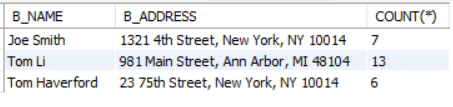 B_NAME B_ADDRESS COUNT(*)
Joe Smith 1321 4th Street, New York, NY 10014 7
Tom Li 981 Main Street, Ann Arbor, MI 48104 13
Tom Haverford 23 75th Street, New York, NY 10014 6